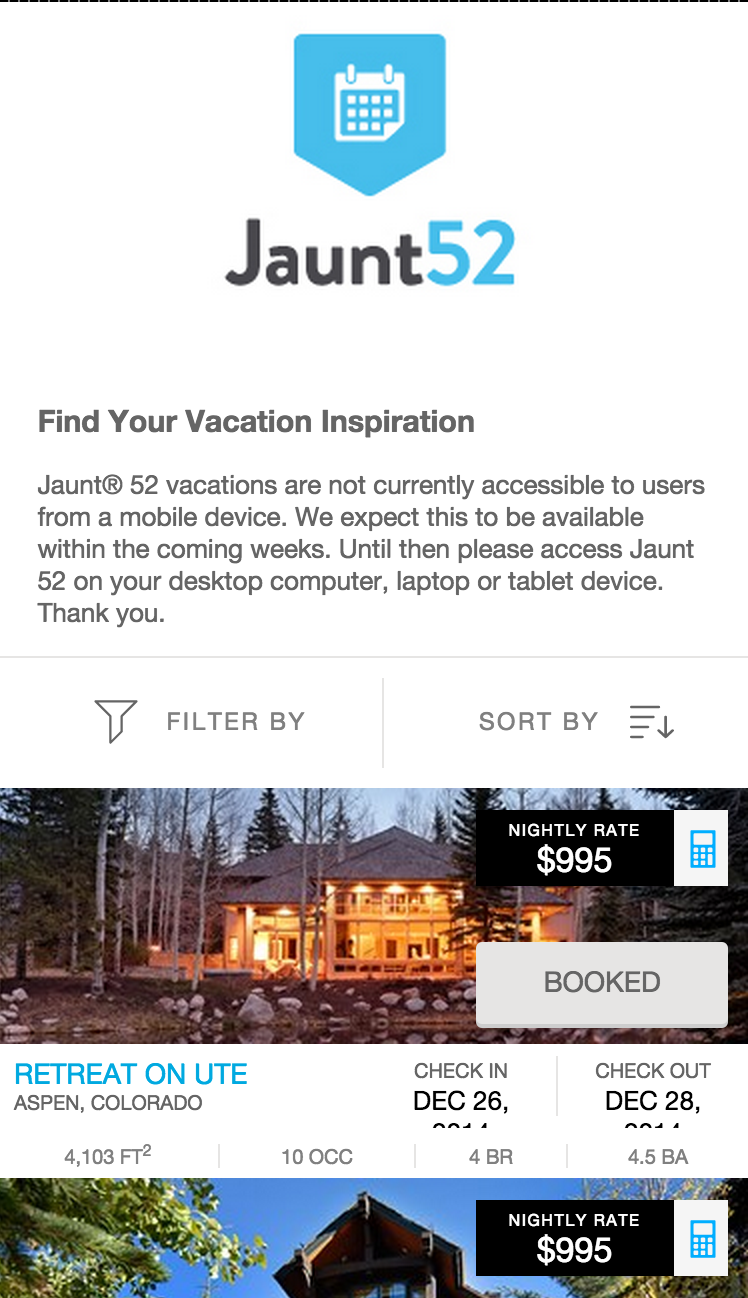 Jaunt52
Find Your Vacation Inspiration
Jaunt® 52 vacations are not currently accessible to users
from a mobile device. We expect this to be available
within the coming weeks. Until then please access Jaunt
52 on your desktop computer, laptop or tablet device.
Thank you.
FILTER BY SORT BY
NIGHTLY RATE
$995
BOOKED
RETREAT ON UTE
ASPEN, COLORADO
CHECK IN
DEC 26,
2014
CHECK OUT
DEC 28,
2014
4,103 FT² 10 OCC 4 BR 4.5 BA
NIGHTLY RATE
$995